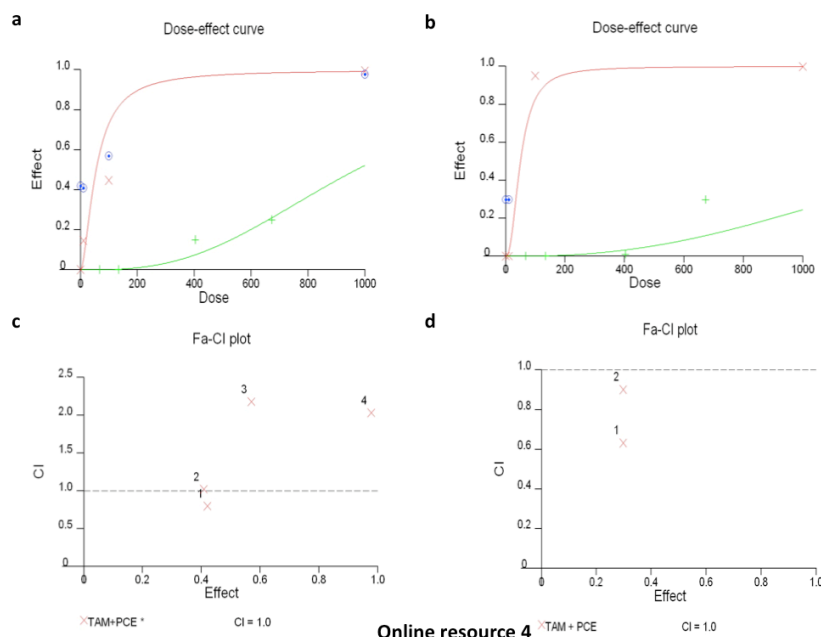 a
Dose-effect curve
1.0
0.8
0.6
0.4
0.2
0
Effect
0 200 400 600 800 1000
Dose
b
Dose-effect curve
1.0
0.8
0.6
0.4
0.2
0
Effect
0 200 400 600 800 1000
Dose
c
Fa-CI plot
2.5
2.0
1.5
1.0
0.5
0
CI
3
4
2
1
0 0.2 0.4 0.6 0.8 1.0
Effect
TAM+PCE * CI = 1.0
d
Fa-CI plot
1.0
0.8
0.6
0.4
0.2
0
CI
2
1
0 0.2 0.4 0.6 0.8 1.0
Effect
TAM + PCE CI = 1.0
Online resource 4